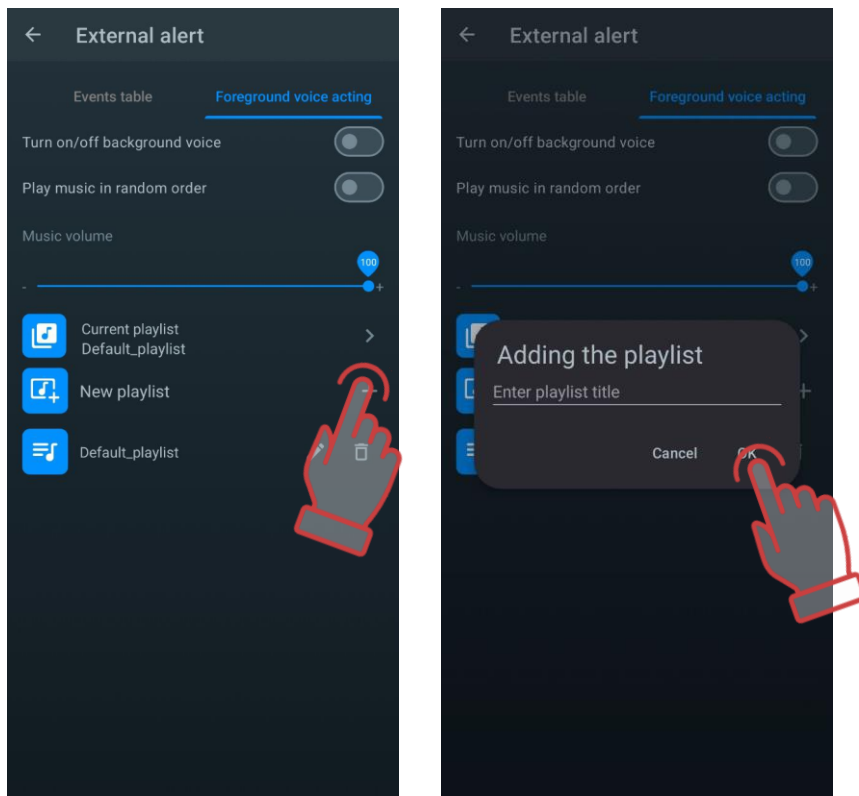 External alert
Events table Foreground voice acting
Turn on/off background voice
Play music in random order
Music volume
100
- +
Current playlist
Default_playlist
New playlist
Default_playlist
External alert
Events table Foreground voice acting
Turn on/off background voice
Play music in random order
Music volume
100
- +
Adding the playlist
Enter playlist title
Cancel OK